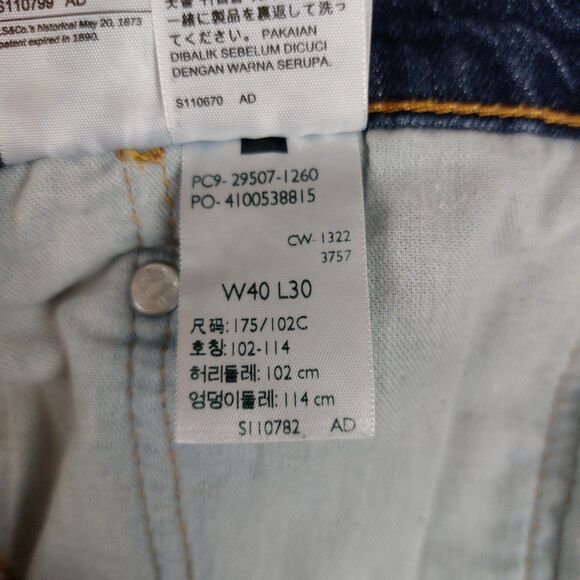 S110799 AD
LS&Co.'s historical May 20, 1873
patent expired in 1890.
一緒に製品を裏返して洗っ
てください。 PAKAIAN
DIBALIK SEBELUM DICUCI
DENGAN WARNA SERUPA.
S110670 AD
PC9- 29507-1260
PO- 4100538815
CW- 1322
3757
W40 L30
尺码: 175/102C
호칭: 102-114
허리둘레: 102 cm
엉덩이둘레: 114 cm
S110782 AD